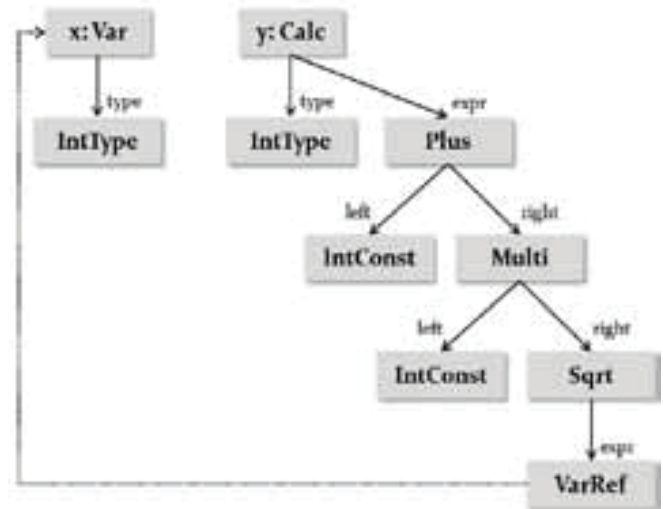 x: Var y: Calc
type type expr
IntType IntType Plus
left right
IntConst Multi
left right
IntConst Sqrt
expr
VarRef